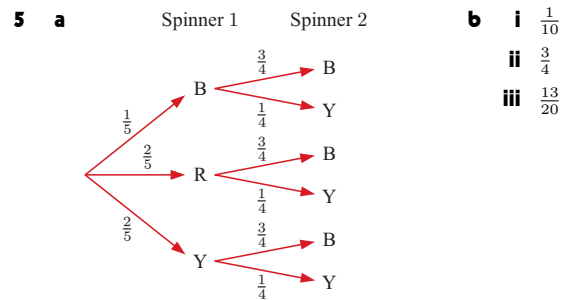 5 a Spinner 1 Spinner 2 b i 1/10
3/4 B
ii 3/4
B
1/4 Y
iii 13/20
1/5
3/4 B
2/5 R
1/4 Y
2/5
3/4 B
Y
1/4 Y